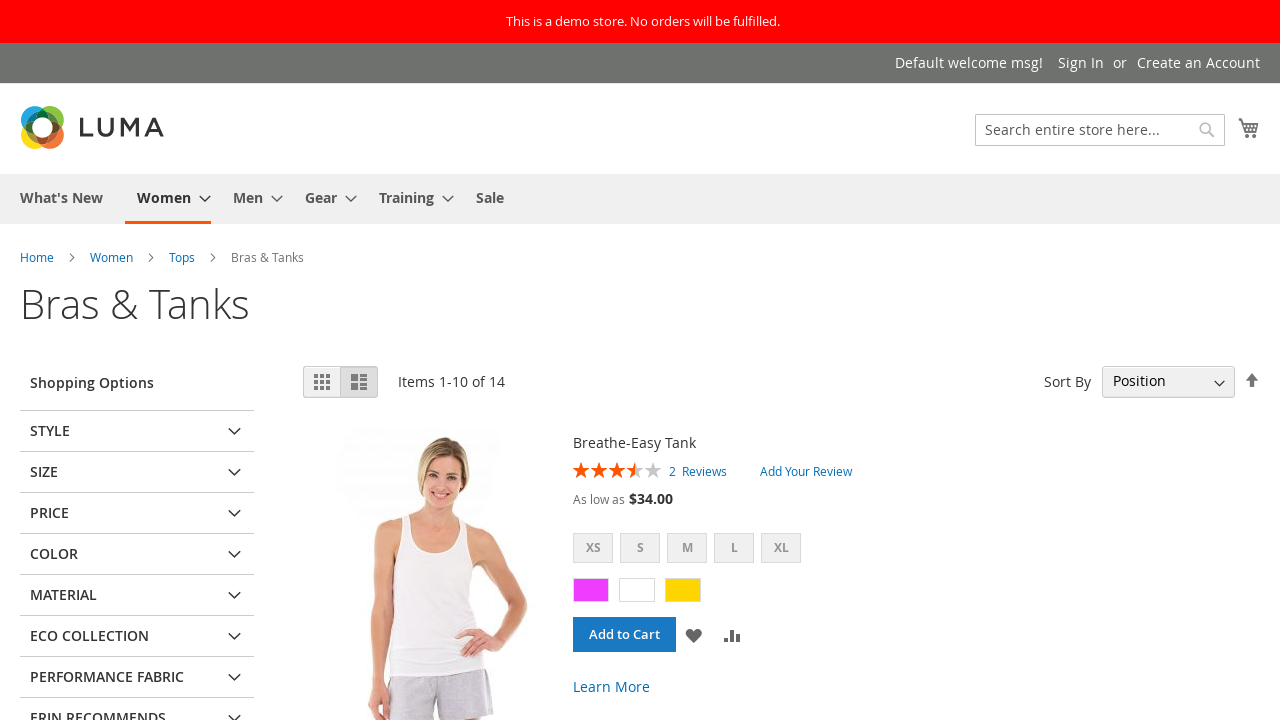 This is a demo store. No orders will be fulfilled.
Default welcome msg! Sign In or Create an Account
LUMA
Search entire store here...
What's New Women Men Gear Training Sale
Home Women Tops Bras & Tanks
Bras & Tanks
Shopping Options
Items 1-10 of 14
Sort By Position
STYLE
SIZE
PRICE
COLOR
MATERIAL
ECO COLLECTION
PERFORMANCE FABRIC
ERIN RECOMMENDS
Breathe-Easy Tank
2 Reviews Add Your Review
As low as $34.00
XS S M L XL
Add to Cart
Learn More